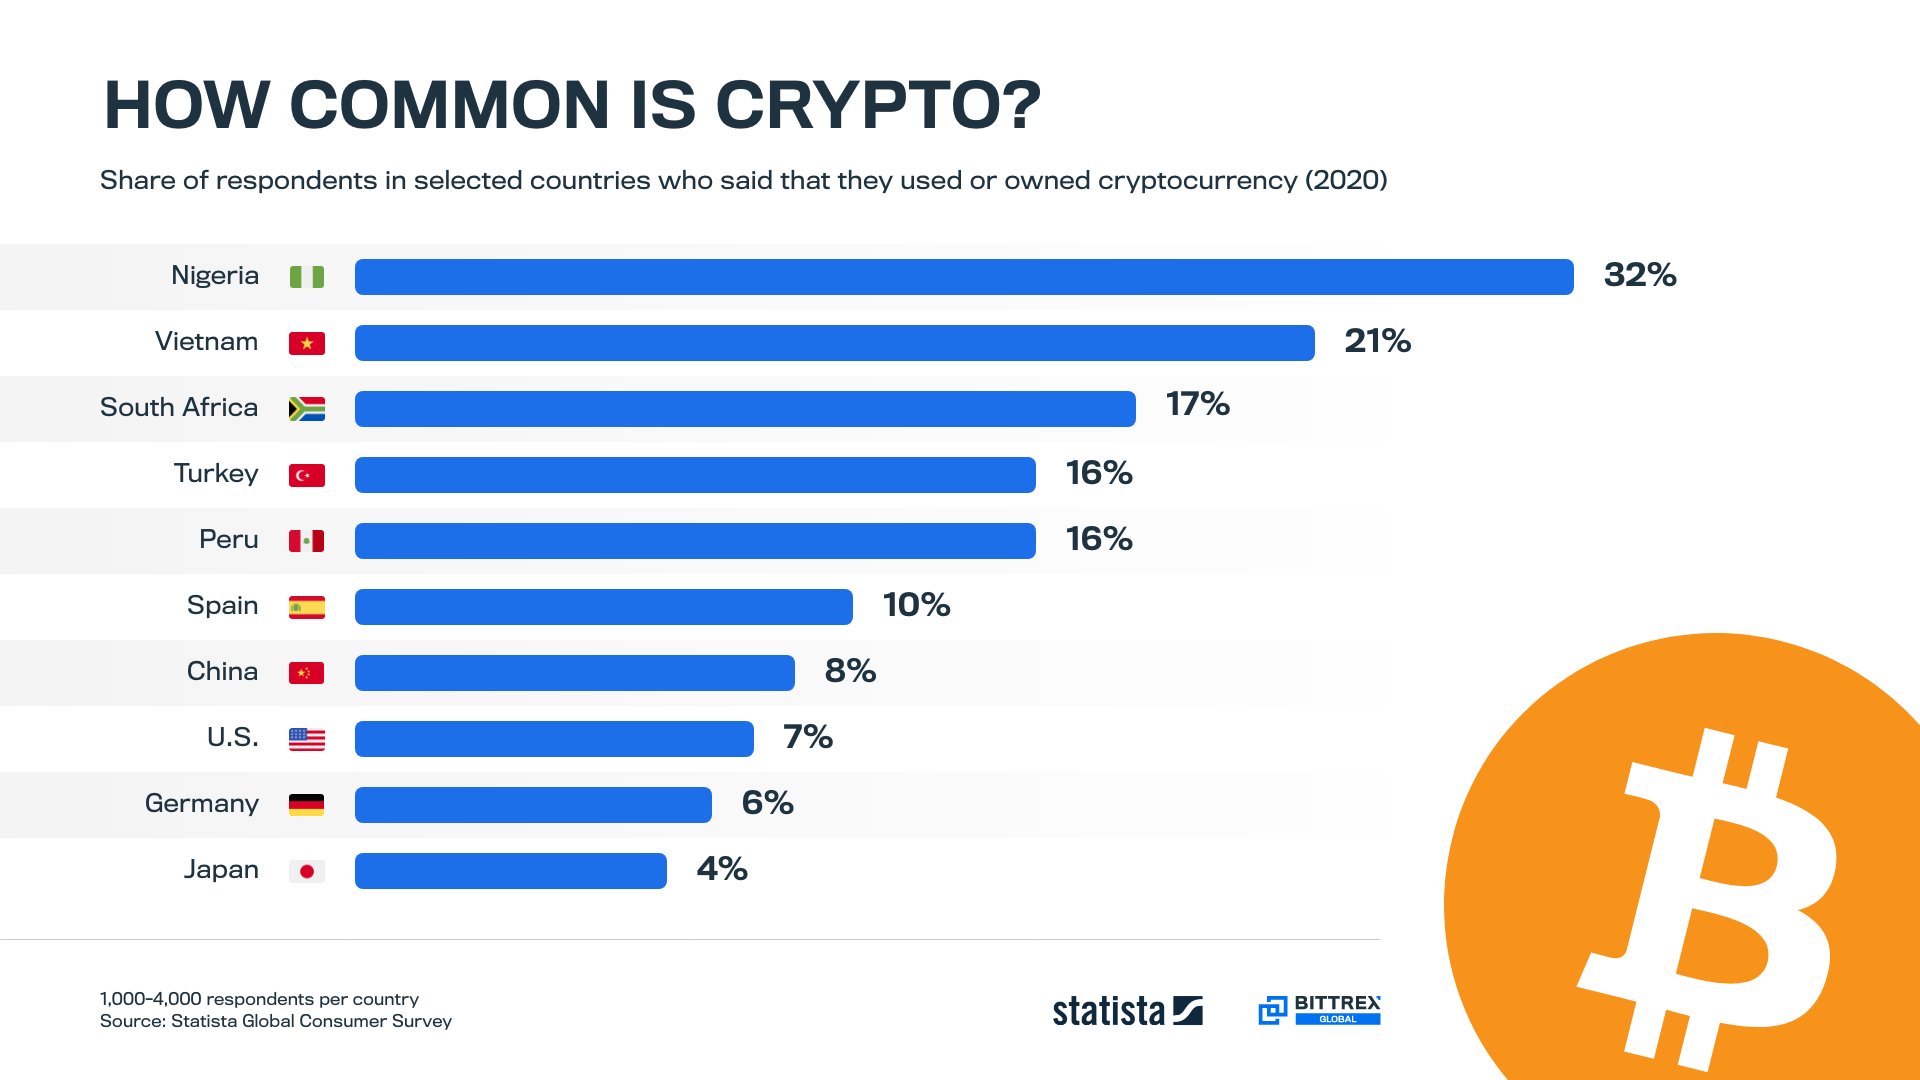 HOW COMMON IS CRYPTO?
Share of respondents in selected countries who said that they used or owned cryptocurrency (2020)
Nigeria 32%
Vietnam 21%
South Africa 17%
Turkey 16%
Peru 16%
Spain 10%
China 8%
U.S. 7%
Germany 6%
Japan 4%
1,000-4,000 respondents per country
Source: Statista Global Consumer Survey
statista
BITTREX
GLOBAL